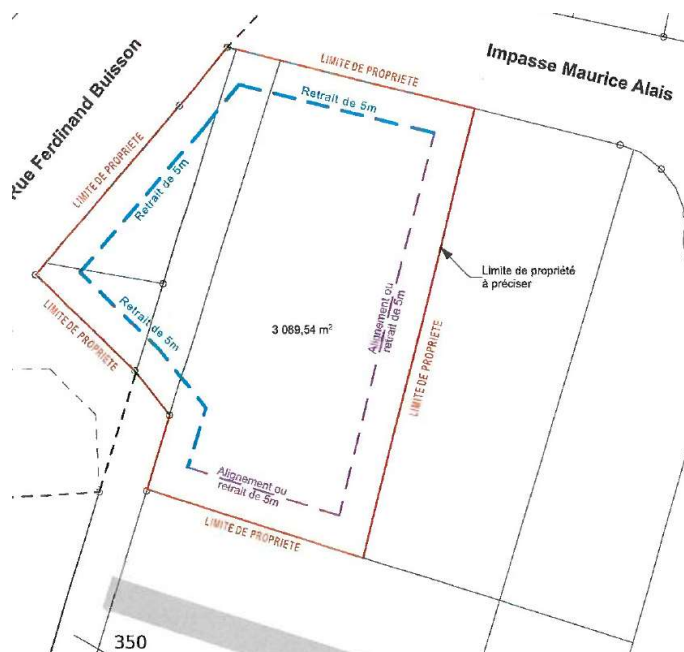 Rue Ferdinand Buisson
Impasse Maurice Alais
LIMITE DE PROPRIETE
Retrait de 5m
LIMITE DE PROPRIETE
Retrait de 5m
Limite de propriété
à préciser
LIMITE DE PROPRIETE
Retrait de 5m
3 089,54 m²
Alignement ou
retrait de 5m
LIMITE DE PROPRIETE
Alignement ou
retrait de 5m
LIMITE DE PROPRIETE
350